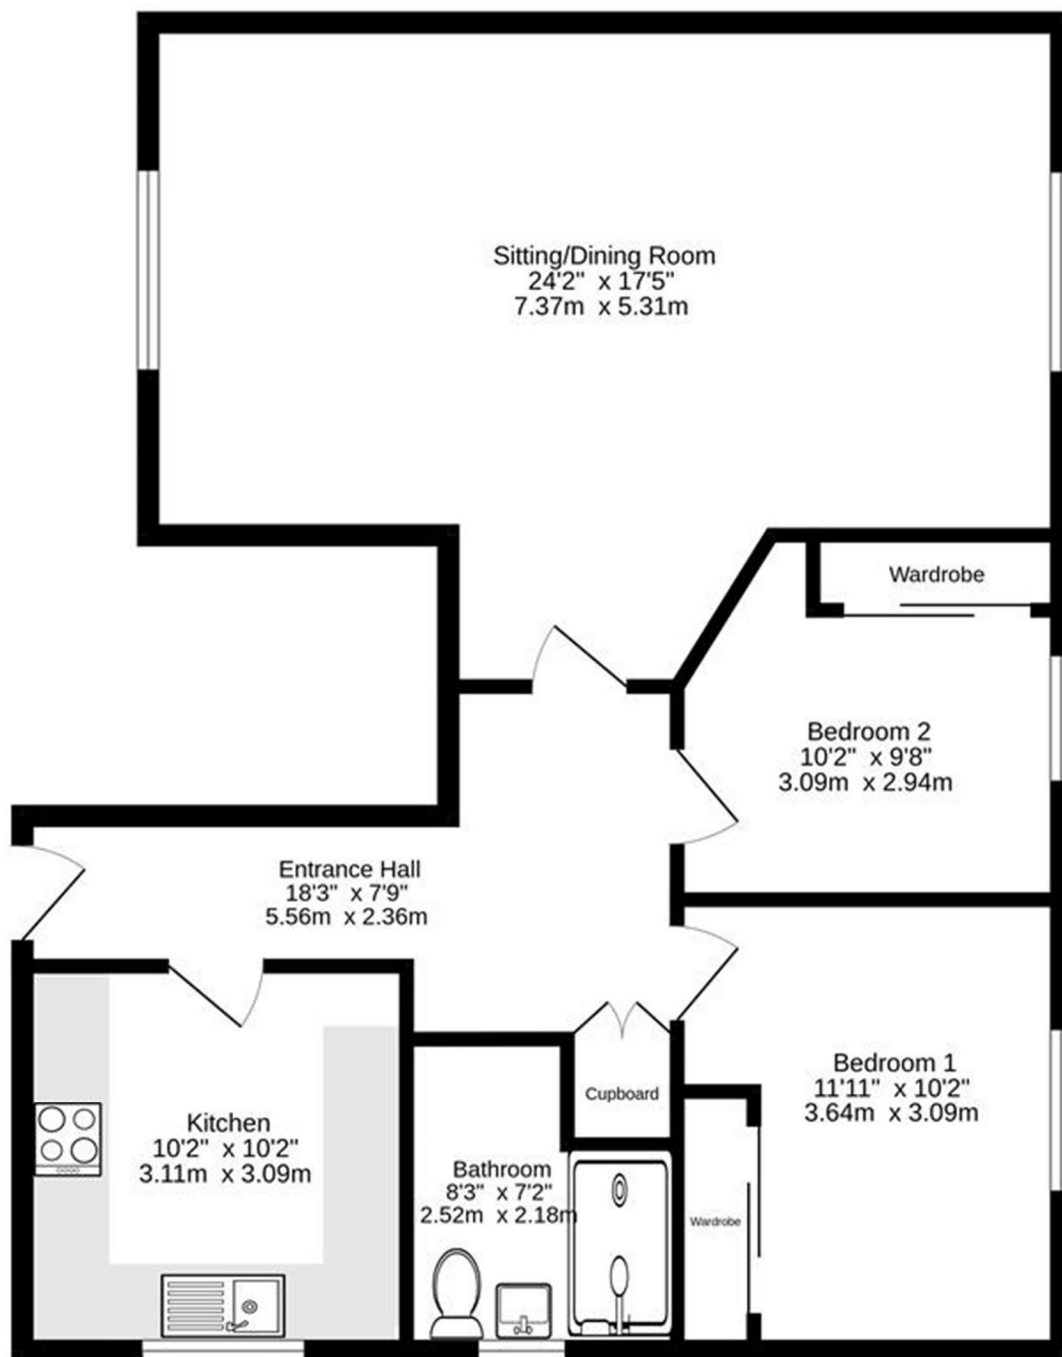 Sitting/Dining Room
24'2" x 17'5"
7.37m x 5.31m
Wardrobe
Bedroom 2
10'2" x 9'8"
3.09m x 2.94m
Entrance Hall
18'3" x 7'9"
5.56m x 2.36m
Bedroom 1
11'11" x 10'2"
3.64m x 3.09m
Cupboard
Kitchen
10'2" x 10'2"
3.11m x 3.09m
Bathroom
8'3" x 7'2"
2.52m x 2.18m
Wardrobe